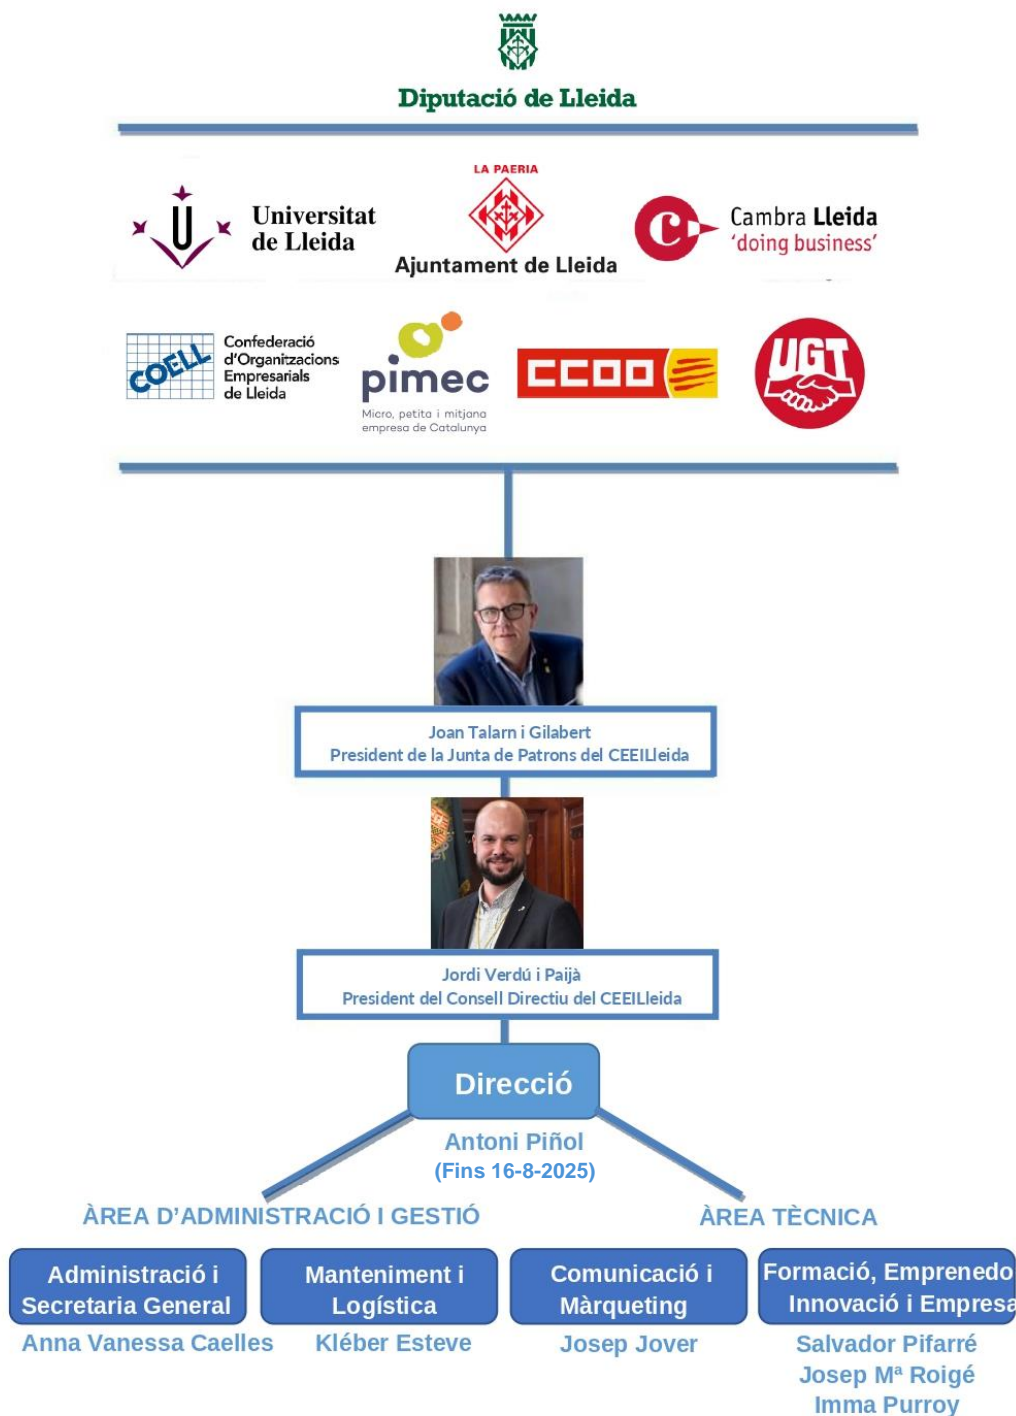 Diputació de Lleida
Universitat
de Lleida
LA PAERIA
Ajuntament de Lleida
Cambra Lleida
'doing business'
COELL
Confederació
d'Organitzacions
Empresarials
de Lleida
pimec
Micro, petita i mitjana
empresa de Catalunya
CCOO
UGT
Joan Talarn i Gilabert
President de la Junta de Patrons del CEEILleida
Jordi Verdú i Paijà
President del Consell Directiu del CEEILleida
Direcció
Antoni Piñol
(Fins 16-8-2025)
ÀREA D'ADMINISTRACIÓ I GESTIÓ
ÀREA TÈCNICA
Administració i
Secretaria General
Anna Vanessa Caelles
Manteniment i
Logística
Kléber Esteve
Comunicació i
Màrqueting
Josep Jover
Formació, Emprenedo
Innovació i Empresa
Salvador Pifarré
Josep Mª Roigé
Imma Purroy